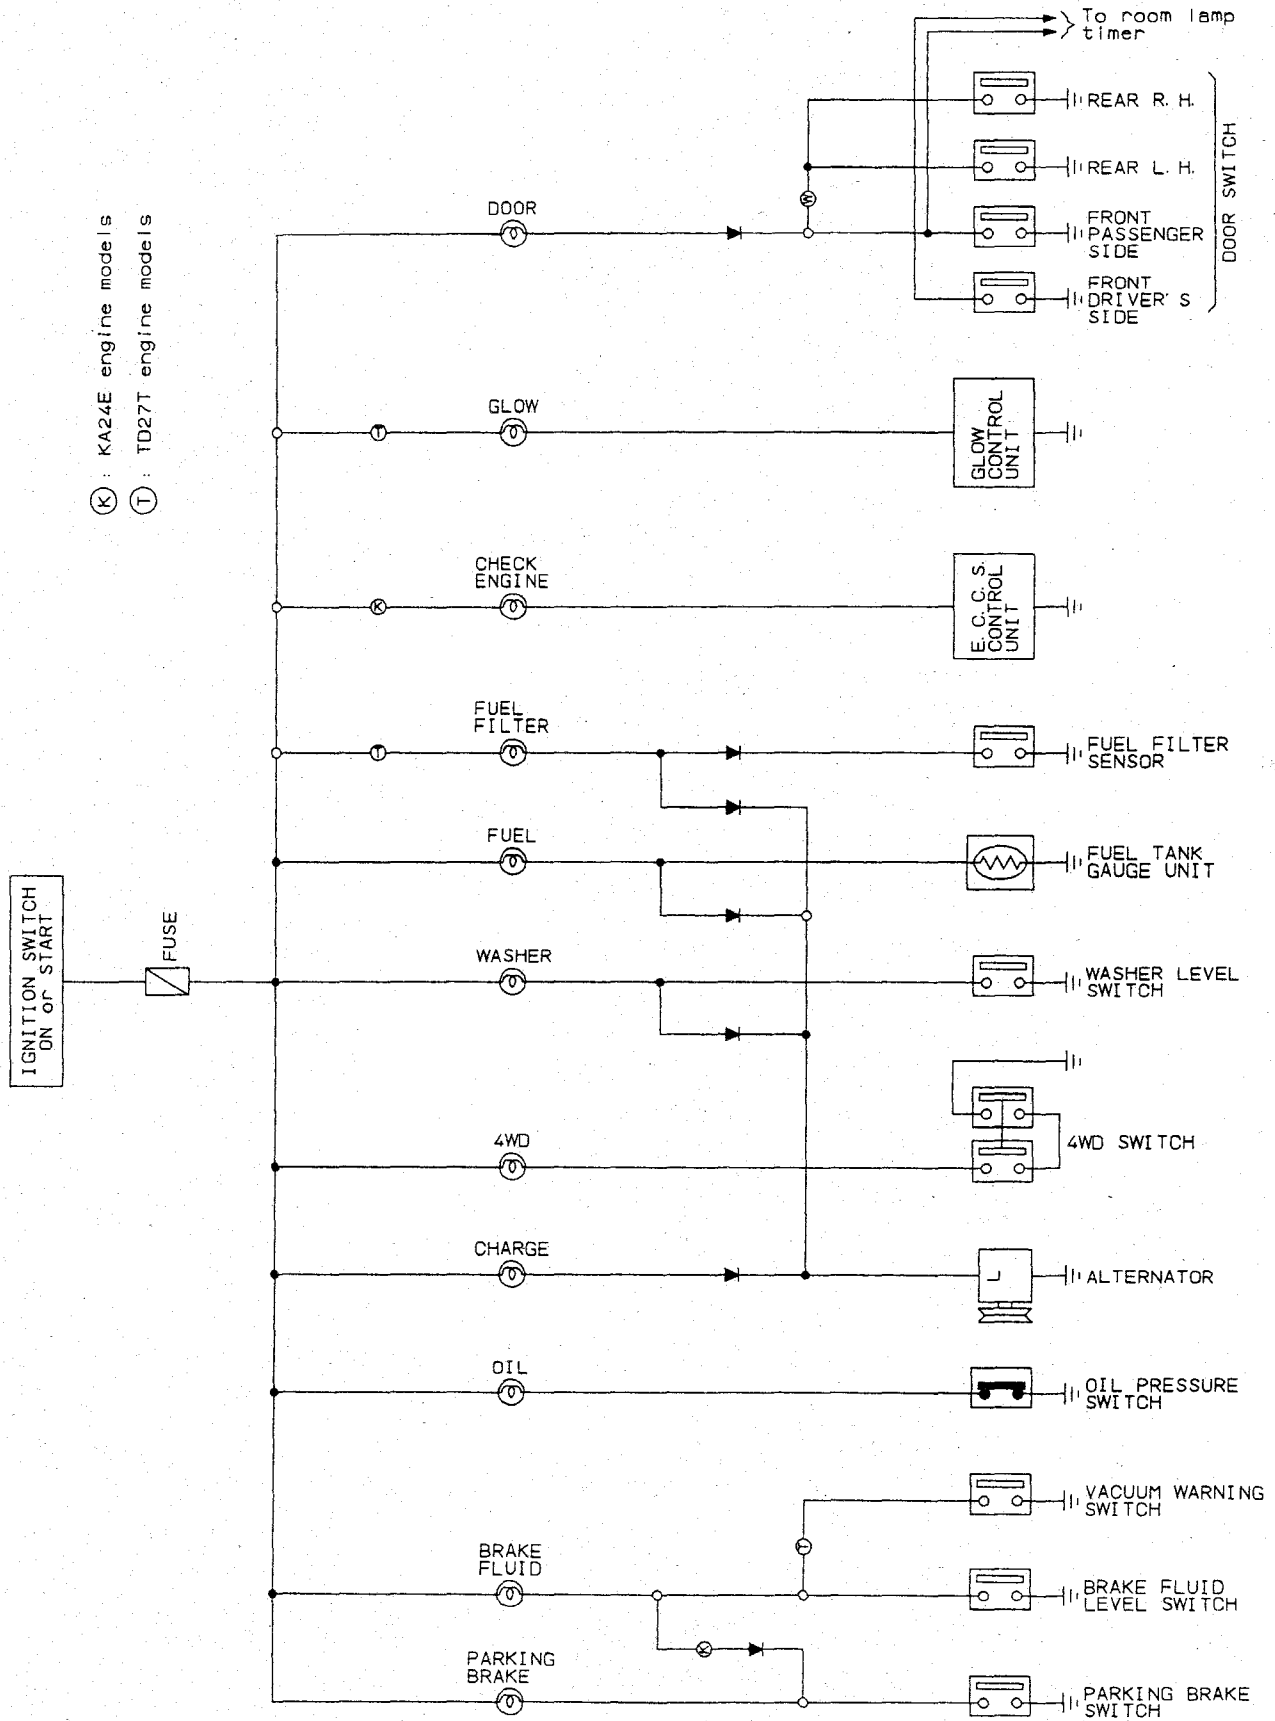 To room lamp
timer
REAR R. H.
REAR L. H.
DOOR SWITCH
W
DOOR
FRONT
PASSENGER
SIDE
FRONT
DRIVER'S
SIDE
K : KA24E engine models
T : TD27T engine models
GLOW
T
GLOW
CONTROL
UNIT
CHECK
ENGINE
K
E. C. C. S.
CONTROL
UNIT
FUEL
FILTER
T
FUEL FILTER
SENSOR
FUEL
FUEL TANK
GAUGE UNIT
IGNITION SWITCH
ON or START
FUSE
WASHER
WASHER LEVEL
SWITCH
4WD
4WD SWITCH
CHARGE
L
ALTERNATOR
OIL
OIL PRESSURE
SWITCH
VACUUM WARNING
SWITCH
T
BRAKE
FLUID
BRAKE FLUID
LEVEL SWITCH
K
PARKING
BRAKE
PARKING BRAKE
SWITCH